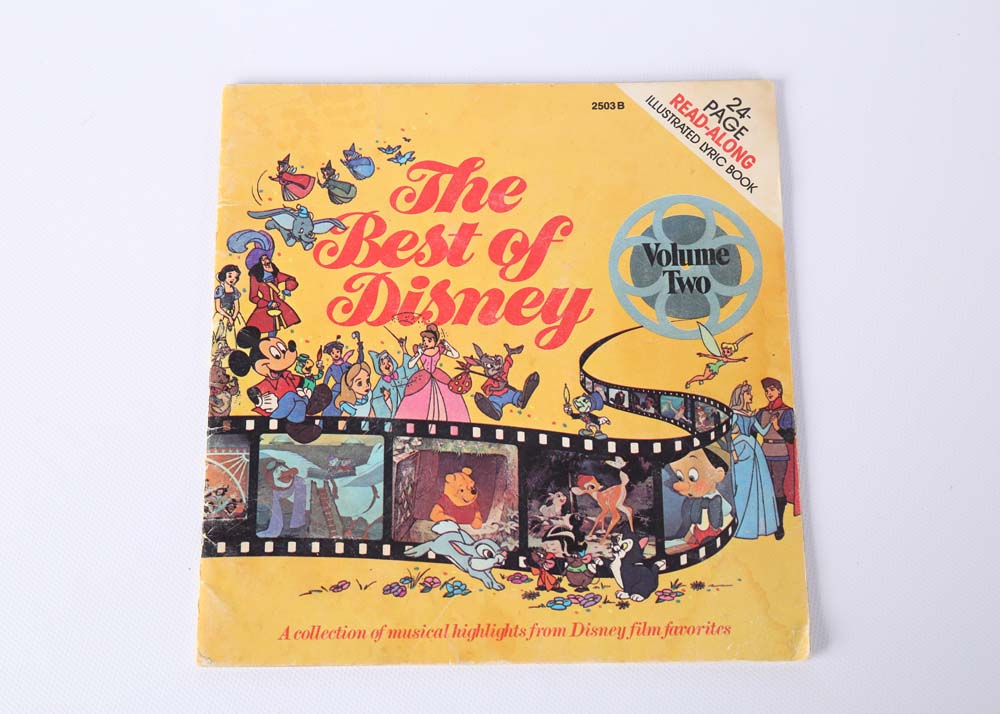 2503 B
24
PAGE
READ-ALONG
ILLUSTRATED LYRIC BOOK
The
Best of
Disney
Volume
Two
A collection of musical highlights from Disney film favorites